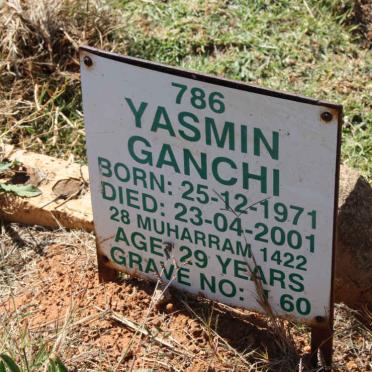 786
YASMIN
GANCHI
BORN: 25-12-1971
DIED: 23-04-2001
28 MUHARRAM 1422
AGE: 29 YEARS
GRAVE NO: 60